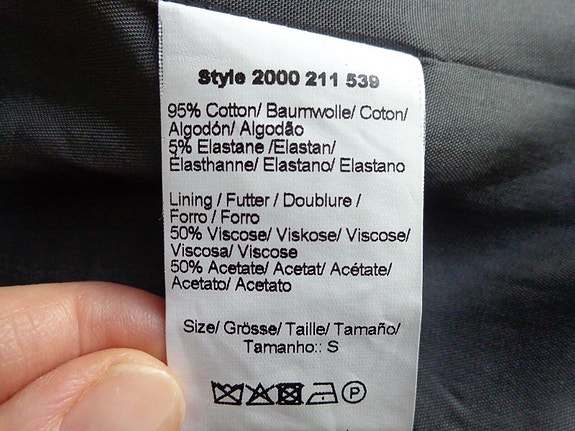 Style 2000 211 539
95% Cotton/ Baumwolle/ Coton/
Algodón/ Algodão
5% Elastane /Elastan/
Élasthanne/ Elastano/ Elastano
Lining / Futter / Doublure /
Forro / Forro
50% Viscose/ Viskose/ Viscose/
Viscosa/ Viscose
50% Acetate/ Acetat/ Acétate/
Acetato/ Acetato
Size/ Grösse/ Taille/ Tamaño/
Tamanho:: S
P